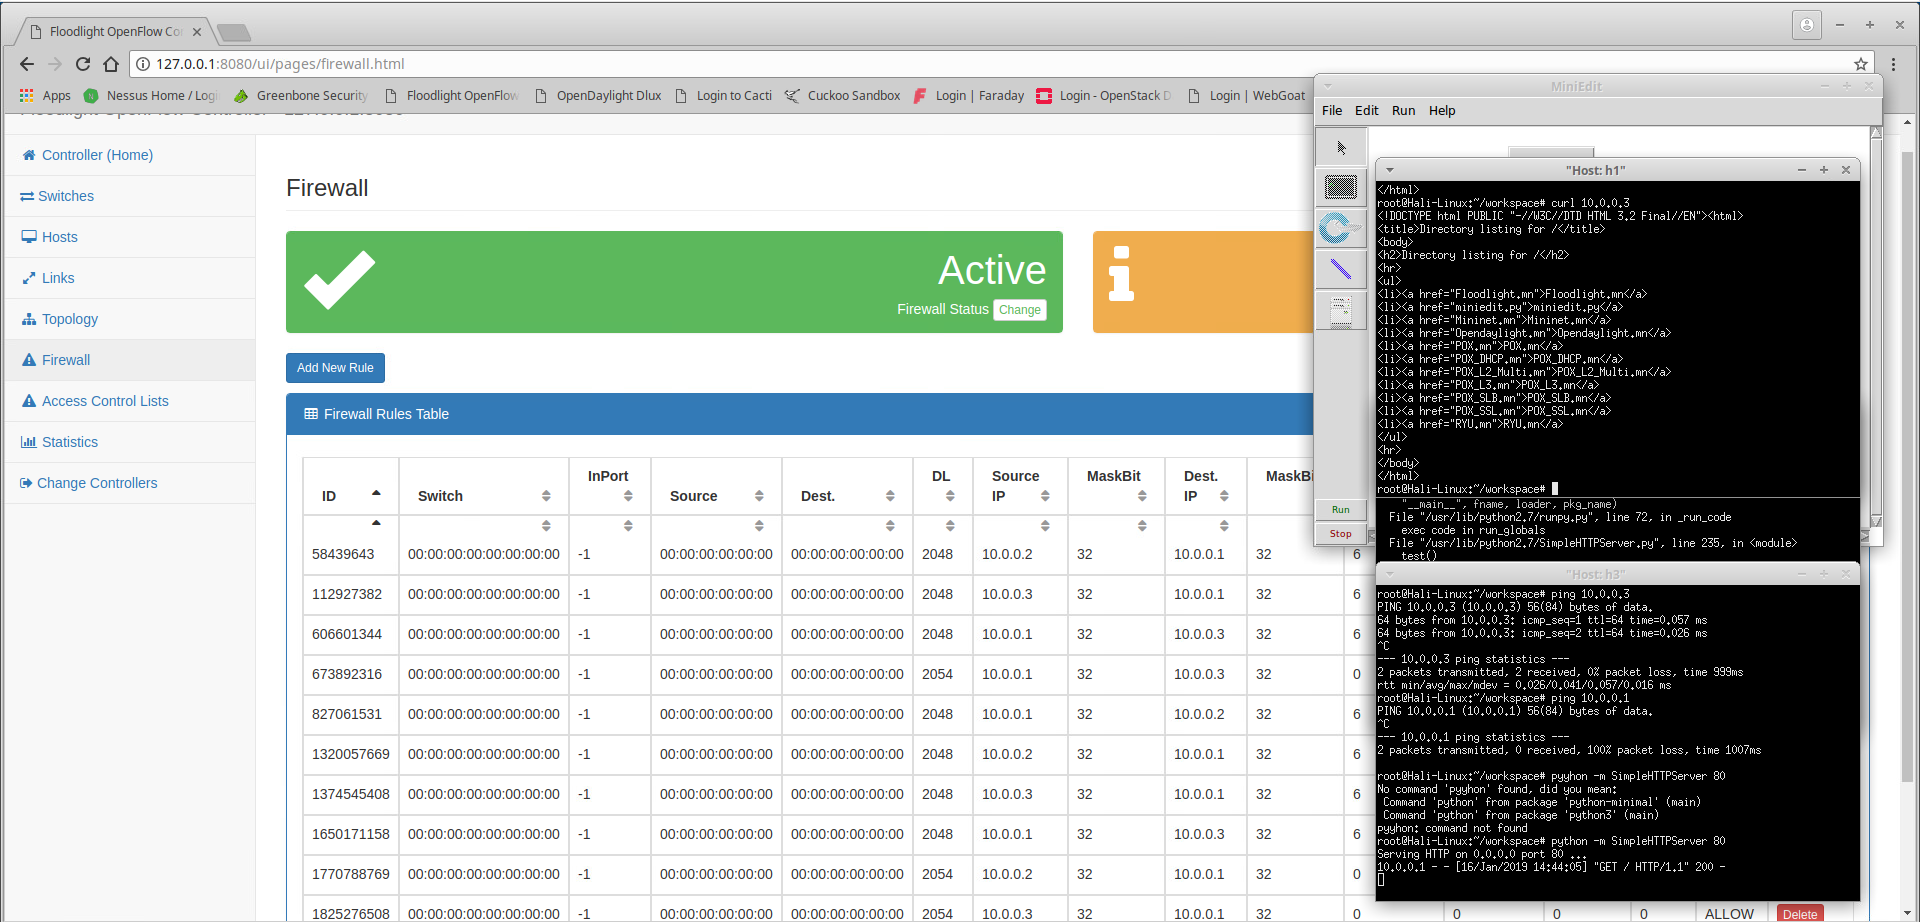 Floodlight OpenFlow Co
127.0.0.1:8080/ui/pages/firewall.html
Apps
Nessus Home / Logi
Greenbone Security
Floodlight OpenFlow
OpenDaylight Dlux
Login to Cacti
Cuckoo Sandbox
Login | Faraday
Login - OpenStack D
Login | WebGoat
Controller (Home)
Switches
Hosts
Links
Topology
Firewall
Access Control Lists
Statistics
Change Controllers
Firewall
Active
Firewall Status Change
Add New Rule
Firewall Rules Table
ID Switch InPort Source Dest. DL Source IP MaskBit Dest. IP MaskBi
58439643 00:00:00:00:00:00:00:00 -1 00:00:00:00:00:00 00:00:00:00:00:00 2048 10.0.0.2 32 10.0.0.1 32 6
112927382 00:00:00:00:00:00:00:00 -1 00:00:00:00:00:00 00:00:00:00:00:00 2048 10.0.0.3 32 10.0.0.1 32 6
606601344 00:00:00:00:00:00:00:00 -1 00:00:00:00:00:00 00:00:00:00:00:00 2048 10.0.0.1 32 10.0.0.3 32 6
673892316 00:00:00:00:00:00:00:00 -1 00:00:00:00:00:00 00:00:00:00:00:00 2054 10.0.0.1 32 10.0.0.3 32 0
827061531 00:00:00:00:00:00:00:00 -1 00:00:00:00:00:00 00:00:00:00:00:00 2048 10.0.0.1 32 10.0.0.2 32 6
1320057669 00:00:00:00:00:00:00:00 -1 00:00:00:00:00:00 00:00:00:00:00:00 2048 10.0.0.2 32 10.0.0.1 32 6
1374545408 00:00:00:00:00:00:00:00 -1 00:00:00:00:00:00 00:00:00:00:00:00 2048 10.0.0.3 32 10.0.0.1 32 6
1650171158 00:00:00:00:00:00:00:00 -1 00:00:00:00:00:00 00:00:00:00:00:00 2048 10.0.0.1 32 10.0.0.3 32 6
1770788769 00:00:00:00:00:00:00:00 -1 00:00:00:00:00:00 00:00:00:00:00:00 2054 10.0.0.2 32 10.0.0.1 32 0
1825276508 00:00:00:00:00:00:00:00 -1 00:00:00:00:00:00 00:00:00:00:00:00 2054 10.0.0.3 32 10.0.0.1 32 0 0 0 0 ALLOW Delete
MiniEdit
File Edit Run Help
Run
Stop
"Host: h1"
</html>
root@Hali-Linux:~/workspace# curl 10.0.0.3
<!DOCTYPE html PUBLIC "-//W3C//DTD HTML 3.2 Final//EN"><html>
<title>Directory listing for /</title>
<body>
<h2>Directory listing for /</h2>
<hr>
<ul>
<li><a href="Floodlight.mn">Floodlight.mn</a>
<li><a href="miniedit.py">miniedit.py</a>
<li><a href="Mininet.mn">Mininet.mn</a>
<li><a href="Opendaylight.mn">Opendaylight.mn</a>
<li><a href="POX.mn">POX.mn</a>
<li><a href="POX_DHCP.mn">POX_DHCP.mn</a>
<li><a href="POX_L2_Multi.mn">POX_L2_Multi.mn</a>
<li><a href="POX_L3.mn">POX_L3.mn</a>
<li><a href="POX_SLB.mn">POX_SLB.mn</a>
<li><a href="POX_SSL.mn">POX_SSL.mn</a>
<li><a href="RYU.mn">RYU.mn</a>
</ul>
<hr>
</body>
</html>
root@Hali-Linux:~/workspace#
"__main__", fname, loader, pkg_name)
File "/usr/lib/python2.7/runpy.py", line 72, in _run_code
exec code in run_globals
File "/usr/lib/python2.7/SimpleHTTPServer.py", line 235, in <module>
test()
"Host: h3"
root@Hali-Linux:~/workspace# ping 10.0.0.3
PING 10.0.0.3 (10.0.0.3) 56(84) bytes of data.
64 bytes from 10.0.0.3: icmp_seq=1 ttl=64 time=0.057 ms
64 bytes from 10.0.0.3: icmp_seq=2 ttl=64 time=0.026 ms
^C
--- 10.0.0.3 ping statistics ---
2 packets transmitted, 2 received, 0% packet loss, time 999ms
rtt min/avg/max/mdev = 0.026/0.041/0.057/0.016 ms
root@Hali-Linux:~/workspace# ping 10.0.0.1
PING 10.0.0.1 (10.0.0.1) 56(84) bytes of data.
^C
--- 10.0.0.1 ping statistics ---
2 packets transmitted, 0 received, 100% packet loss, time 1007ms
root@Hali-Linux:~/workspace# pyyhon -m SimpleHTTPServer 80
No command 'pyyhon' found, did you mean:
Command 'python' from package 'python-minimal' (main)
Command 'python' from package 'python3' (main)
pyyhon: command not found
root@Hali-Linux:~/workspace# python -m SimpleHTTPServer 80
Serving HTTP on 0.0.0.0 port 80 ...
10.0.0.1 - - [16/Jan/2019 14:44:05] "GET / HTTP/1.1" 200 -